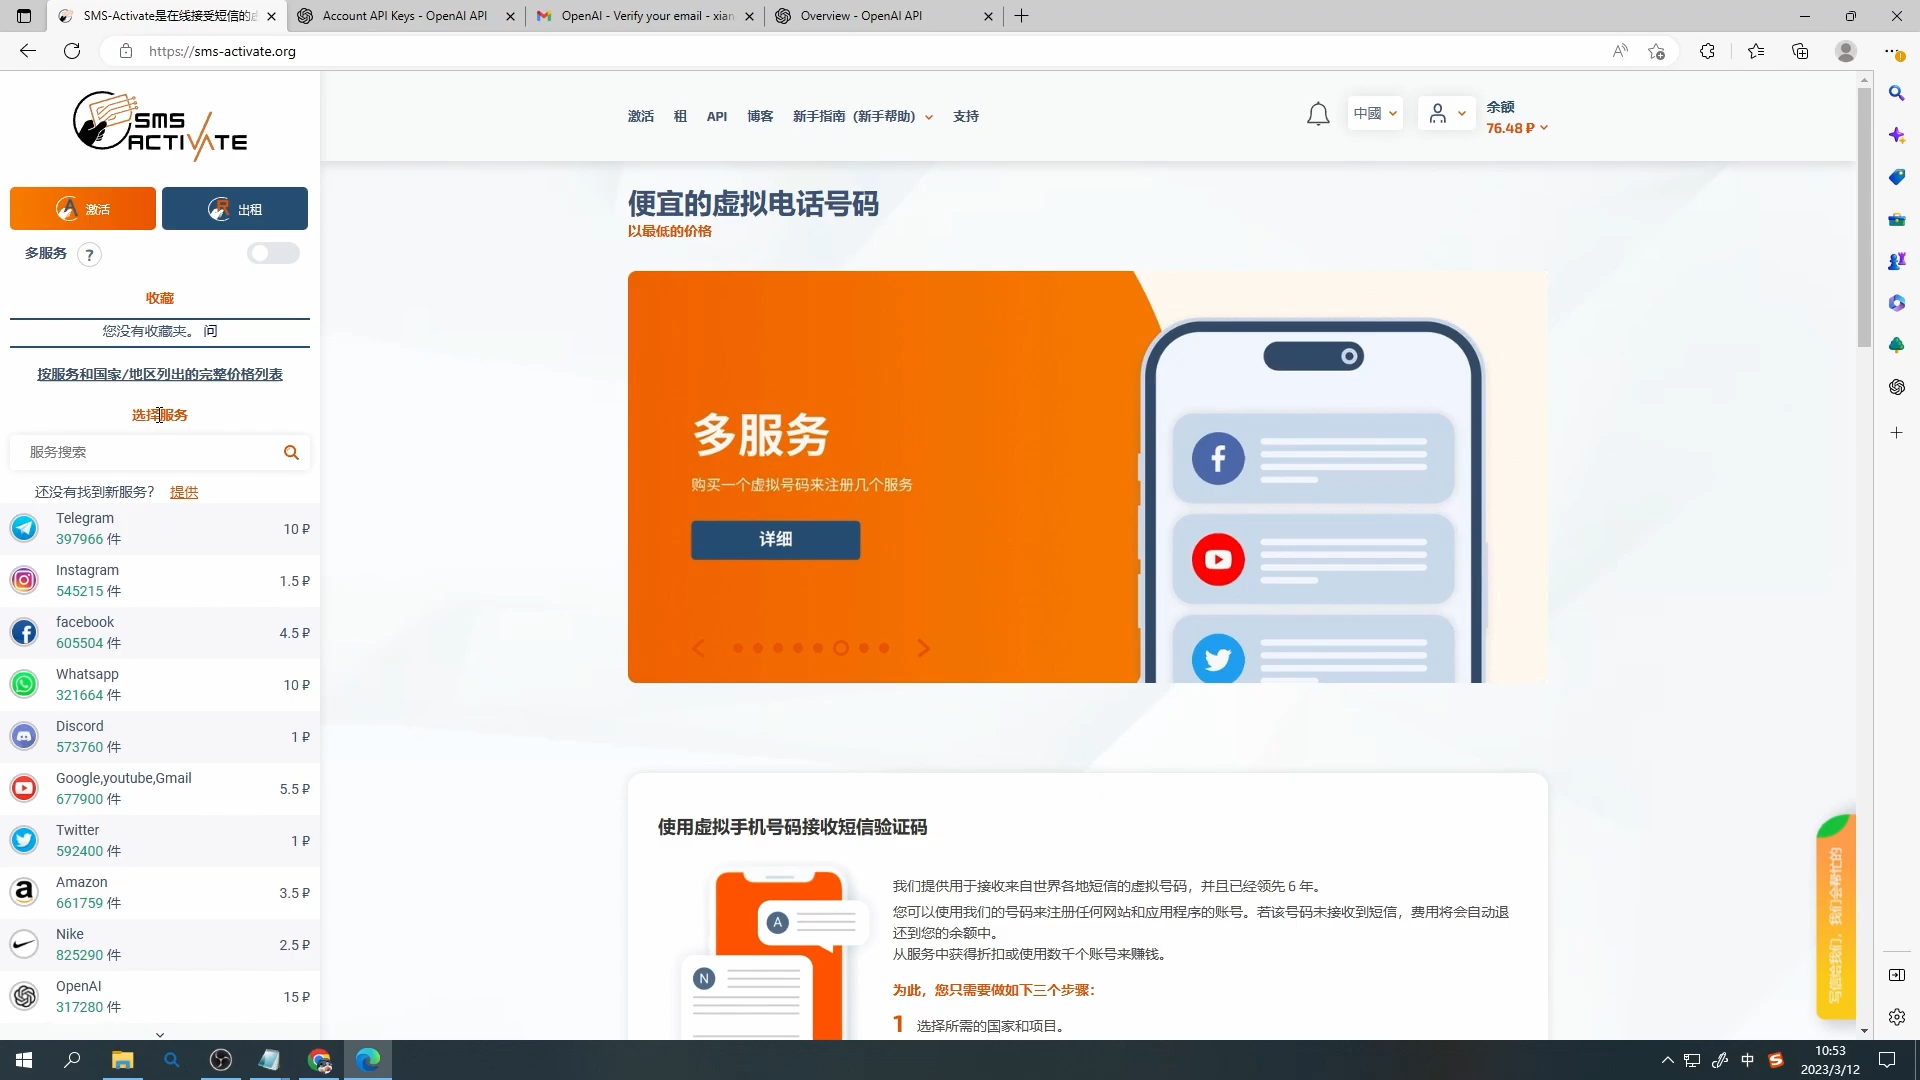 SMS-Activate是在线接受短信的
Account API Keys - OpenAI API
OpenAI - Verify your email - xian
Overview - OpenAI API
https://sms-activate.org
SMS
ACTIVATE
激活
租
API
博客
新手指南（新手帮助）
支持
中國
余额
76.48 ₽
激活
出租
多服务
?
收藏
您没有收藏夹。 问
按服务和国家/地区列出的完整价格列表
选择服务
服务搜索
还没有找到新服务？ 提供
Telegram
397966 件
10 ₽
Instagram
545215 件
1.5 ₽
facebook
605504 件
4.5 ₽
Whatsapp
321664 件
10 ₽
Discord
573760 件
1 ₽
Google,youtube,Gmail
677900 件
5.5 ₽
Twitter
592400 件
1 ₽
Amazon
661759 件
3.5 ₽
Nike
825290 件
2.5 ₽
OpenAI
317280 件
15 ₽
便宜的虚拟电话号码
以最低的价格
多服务
购买一个虚拟号码来注册几个服务
详细
使用虚拟手机号码接收短信验证码
A
N
我们提供用于接收来自世界各地短信的虚拟号码，并且已经领先 6 年。
您可以使用我们的号码来注册任何网站和应用程序的账号。若该号码未接收到短信，费用将会自动退
还到您的余额中。
从服务中获得折扣或使用数千个账号来赚钱。
为此，您只需要做如下三个步骤：
1 选择所需的国家和项目。
写信给我们，我们会帮忙的
中
10:53
2023/3/12